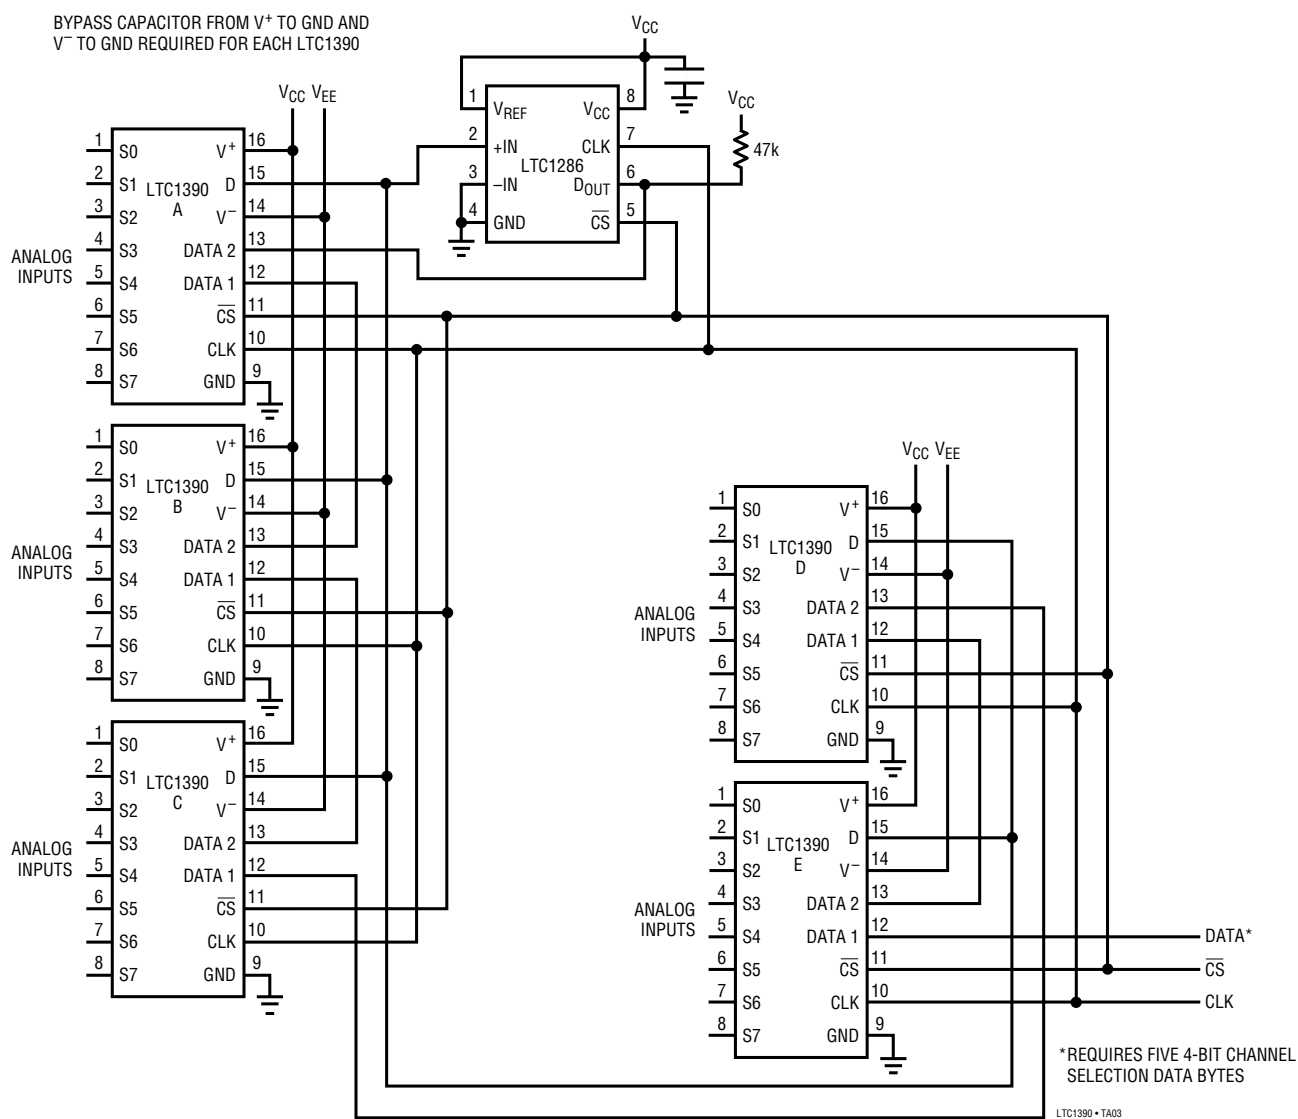 BYPASS CAPACITOR FROM V+ TO GND AND
V– TO GND REQUIRED FOR EACH LTC1390
VCC VEE
VCC
VCC
47k
1 VREF VCC 8
2 +IN CLK 7
LTC1286
3 –IN DOUT 6
4 GND CS 5
ANALOG
INPUTS
1 S0 V+ 16
2 S1 D 15
LTC1390
A
3 S2 V– 14
4 S3 DATA 2 13
5 S4 DATA 1 12
6 S5 CS 11
7 S6 CLK 10
8 S7 GND 9
ANALOG
INPUTS
1 S0 V+ 16
2 S1 D 15
LTC1390
B
3 S2 V– 14
4 S3 DATA 2 13
5 S4 DATA 1 12
6 S5 CS 11
7 S6 CLK 10
8 S7 GND 9
ANALOG
INPUTS
1 S0 V+ 16
2 S1 D 15
LTC1390
C
3 S2 V– 14
4 S3 DATA 2 13
5 S4 DATA 1 12
6 S5 CS 11
7 S6 CLK 10
8 S7 GND 9
VCC VEE
ANALOG
INPUTS
1 S0 V+ 16
2 S1 D 15
LTC1390
D
3 S2 V– 14
4 S3 DATA 2 13
5 S4 DATA 1 12
6 S5 CS 11
7 S6 CLK 10
8 S7 GND 9
ANALOG
INPUTS
1 S0 V+ 16
2 S1 D 15
LTC1390
E
3 S2 V– 14
4 S3 DATA 2 13
5 S4 DATA 1 12
6 S5 CS 11
7 S6 CLK 10
8 S7 GND 9
DATA*
CS
CLK
*REQUIRES FIVE 4-BIT CHANNEL
SELECTION DATA BYTES
LTC1390 • TA03